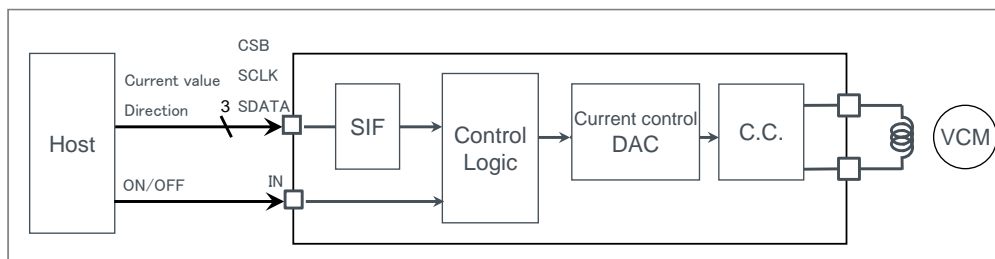 Host
Current value
Direction
3
CSB
SCLK
SDATA
ON/OFF
IN
SIF
Control
Logic
Current control
DAC
C.C.
VCM